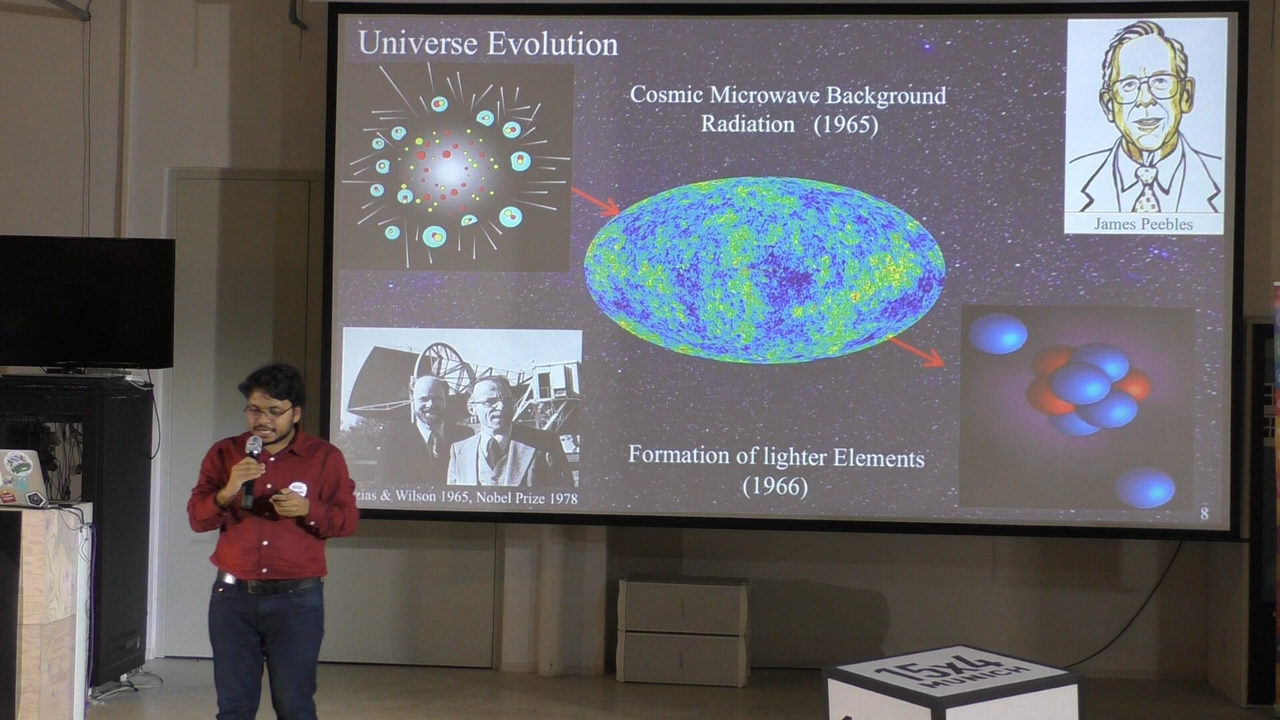 Universe Evolution
Cosmic Microwave Background
Radiation (1965)
James Peebles
Formation of lighter Elements
(1966)
& Wilson 1965, Nobel Prize 1978
8
15x4
MUNICH